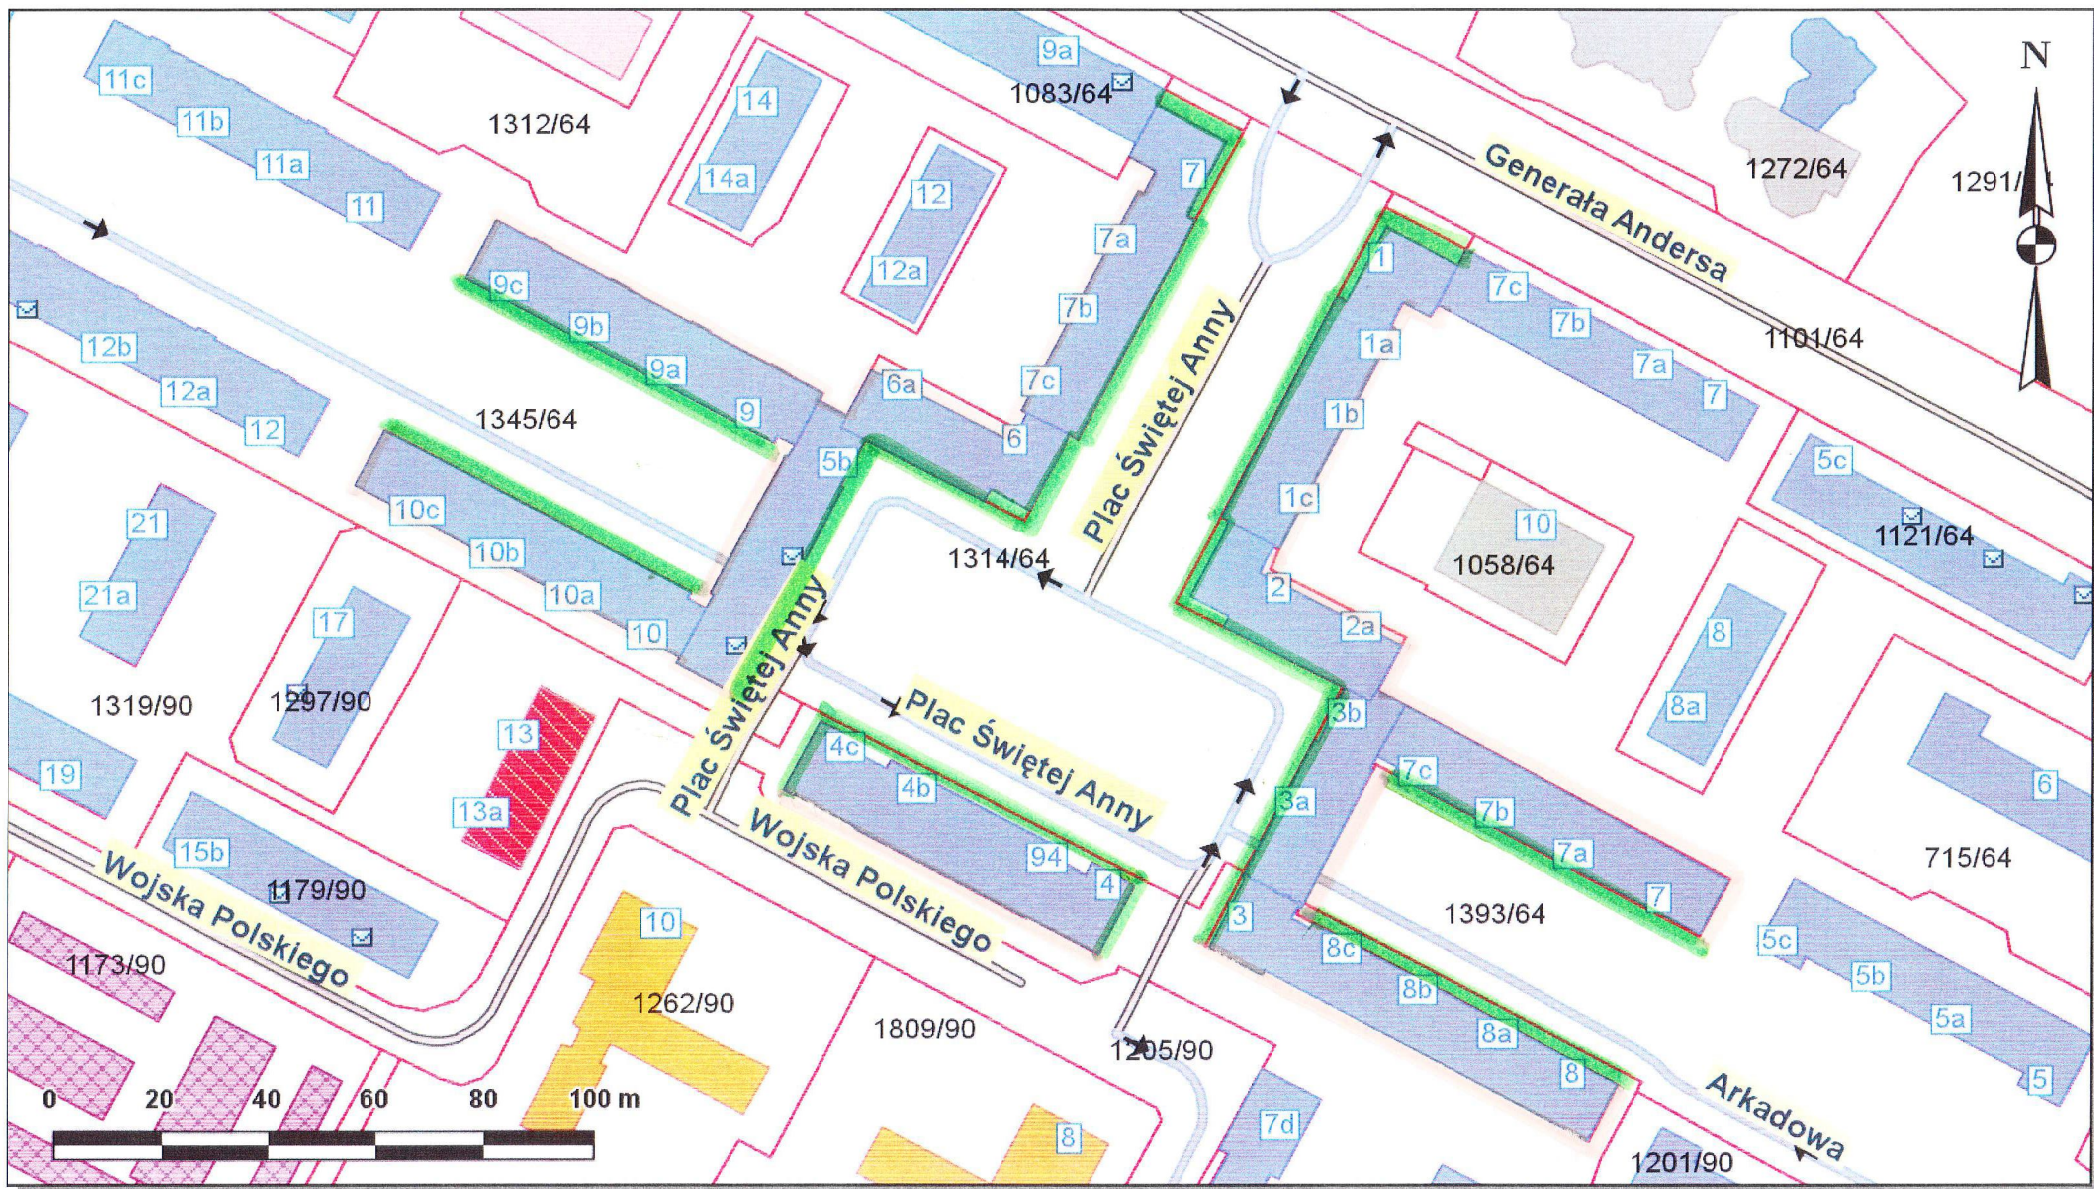 9a
N
11c
1083/64
14
11b
1312/64
Generała Andersa
1272/64
11a
14a
7
1291/
12
11
7a
1
12a
9c
7c
7b
9b
7b
1101/64
12b
1a
9a
7a
12a
6a
7c
7
9
1345/64
1b
12
6
Plac Świętej Anny
5b
5c
1c
10c
21
10
1121/64
10b
1314/64
1058/64
2
21a
10a
17
2a
8
10
1319/90
1297/90
Plac Świętej Anny
8a
3b
13
Plac Świętej Anny
4c
19
7c
6
4b
3a
7b
13a
Wojska Polskiego
15b
94
7a
715/64
4
1179/90
7
Wojska Polskiego
1393/64
3
10
5c
8c
1173/90
5b
8b
1262/90
5a
1809/90
8a
1205/90
8
5
0 20 40 60 80 100 m
Arkadowa
7d
8
1201/90